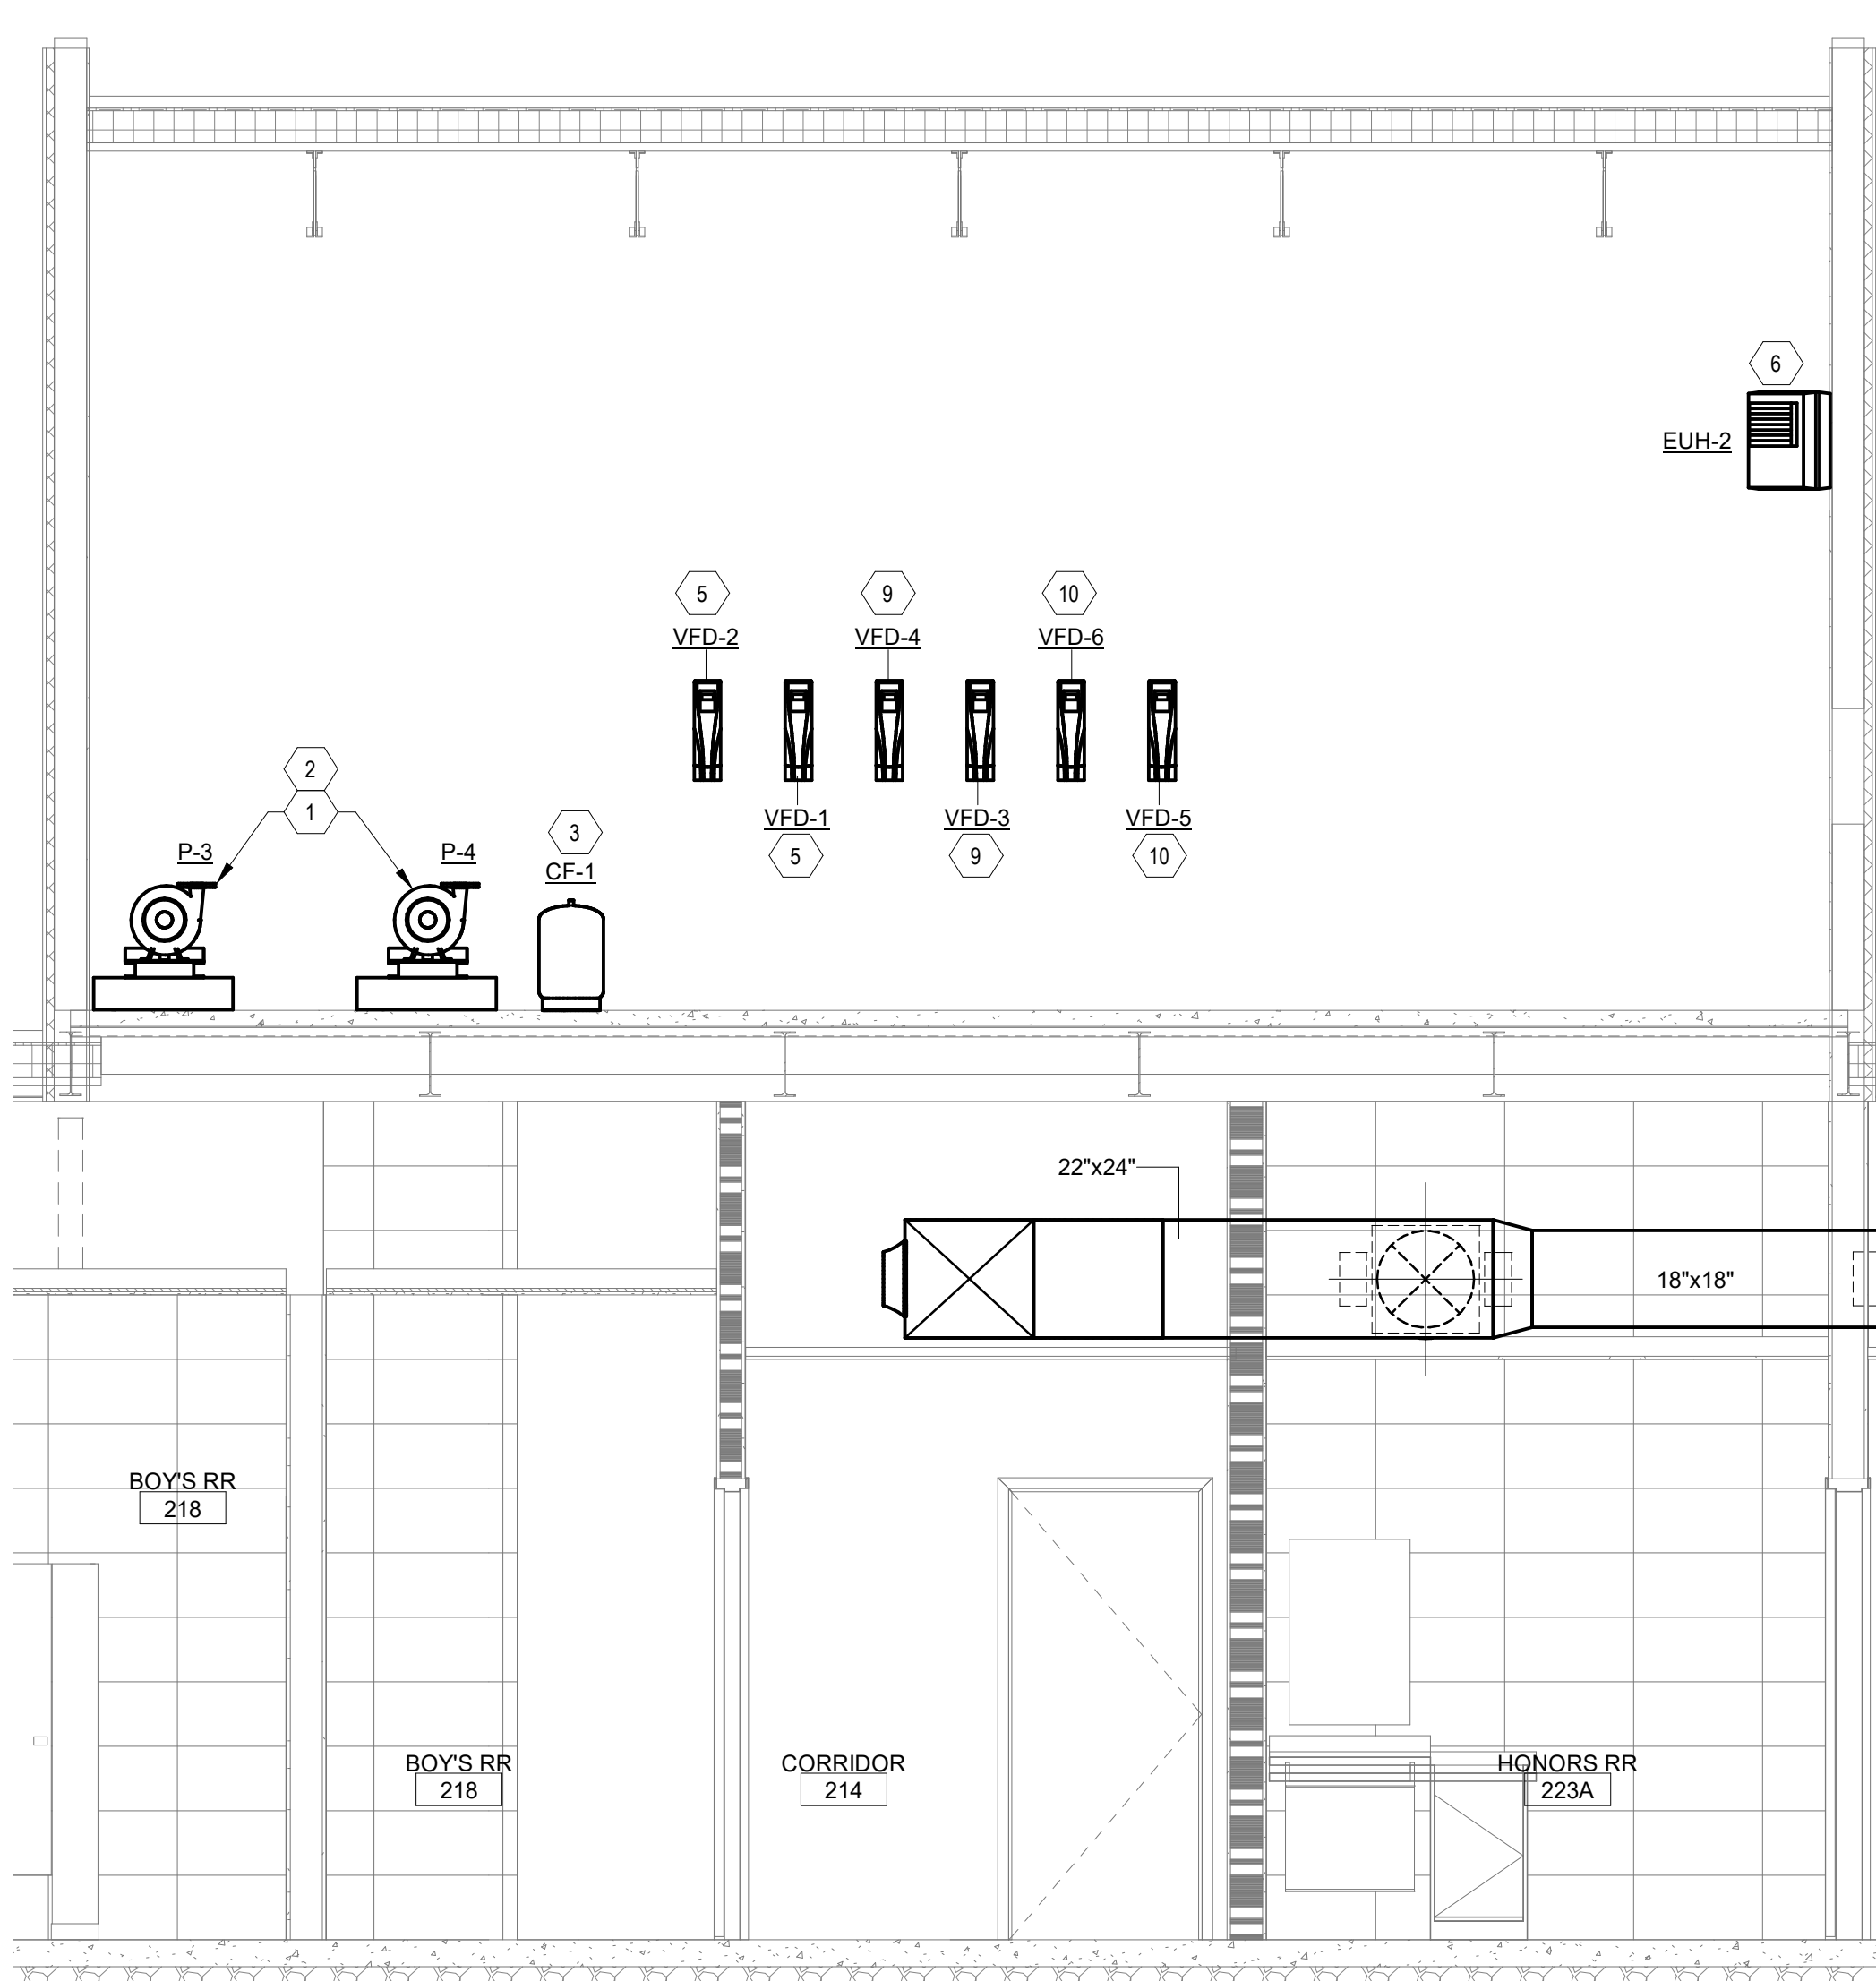 6
EUH-2
5
9
10
VFD-2
VFD-4
VFD-6
2
1
VFD-1
VFD-3
VFD-5
5
9
10
3
P-3
P-4
CF-1
22"x24"
18"x18"
BOY'S RR
218
BOY'S RR
218
CORRIDOR
214
HONORS RR
223A